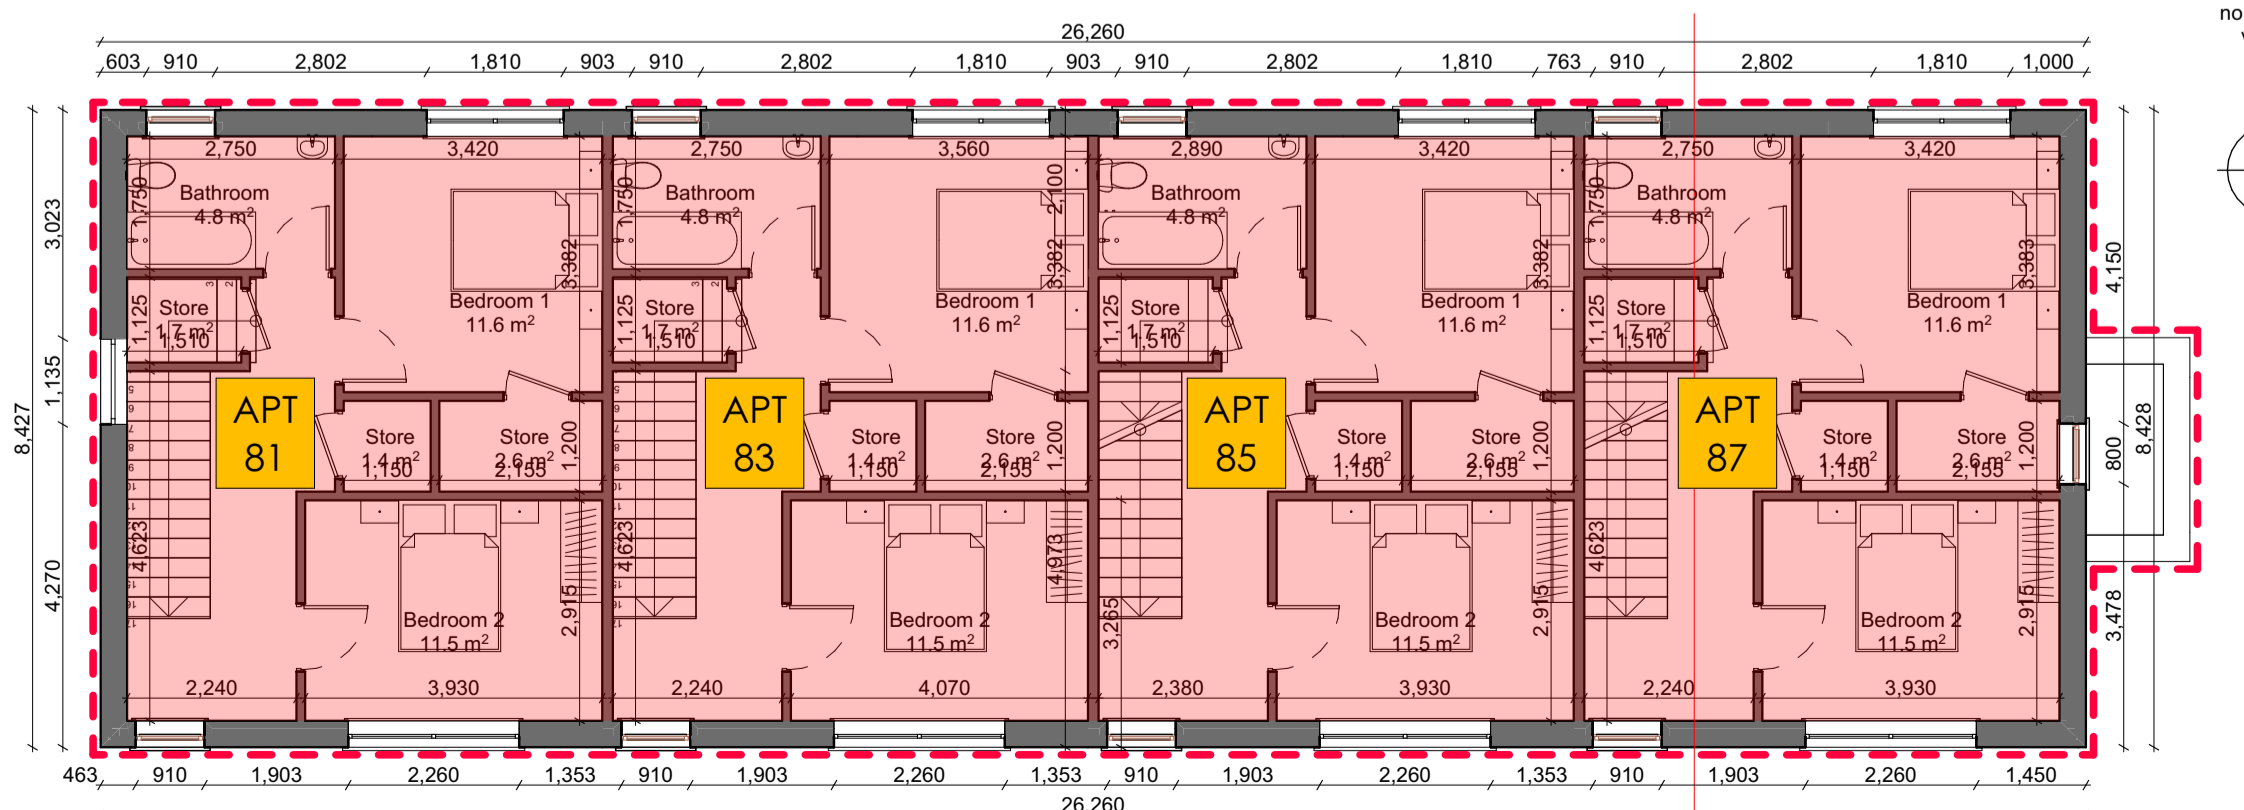 no
26,260
603 910 2,802 1,810 903 910 2,802 1,810 903 910 2,802 1,810 763 910 2,802 1,810 1,000
2,750 3,420 2,750 3,560 2,890 3,420 2,750 3,420
Bathroom Bathroom Bathroom Bathroom
4.8 m² 4.8 m² 4.8 m² 4.8 m²
1,750 1,750 2,100 1,750
3,023
3,382 3,382 3,382 3,383
4,150
Bedroom 1 Bedroom 1 Bedroom 1 Bedroom 1
11.6 m² 11.6 m² 11.6 m² 11.6 m²
3 2 3 2
Store Store Store Store
1.7 m² 1.7 m² 1.7 m² 1.7 m²
1,125 1,125 1,125 1,125
1,510 1,510 1,510 1,510
1,135
8,427
APT APT APT APT
81 83 85 87
Store Store Store Store Store Store Store Store
1.4 m² 2.6 m² 1.4 m² 2.6 m² 1.4 m² 2.6 m² 1.4 m² 2.6 m²
1,150 2,155 1,150 2,155 1,150 2,155 1,150 2,155
1,200 1,200 1,200 1,200
800
8,428
4,623 4,623 4,973 4,623
4,270
2,915 3,265 2,915 2,915
3,478
Bedroom 2 Bedroom 2 Bedroom 2 Bedroom 2
11.5 m² 11.5 m² 11.5 m² 11.5 m²
2,240 3,930 2,240 4,070 2,380 3,930 2,240 3,930
463 910 1,903 2,260 1,353 910 1,903 2,260 1,353 910 1,903 2,260 1,353 910 1,903 2,260 1,450
26,260